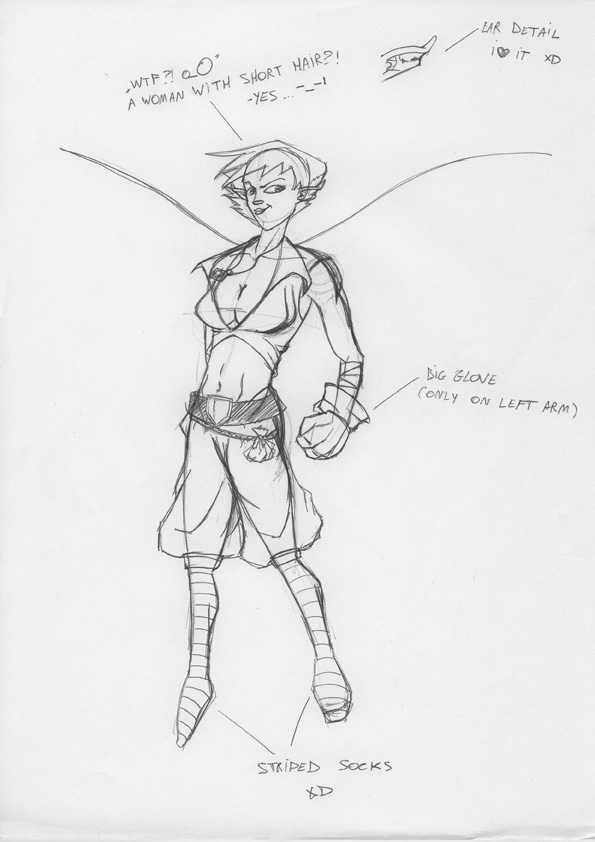 .WTF?! oO"
A WOMAN WITH SHORT HAIR?!
-YES... -_-'
EAR DETAIL
i ♥ IT XD
BIG GLOVE
(ONLY ON LEFT ARM)
STRIPED SOCKS
XD